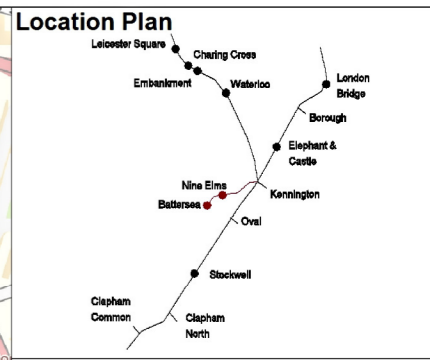 Location Plan
Leicester Square
Charing Cross
Embankment
Waterloo
London
Bridge
Borough
Elephant &
Castle
Nine Elms
Battersea
Kennington
Oval
Stockwell
Clapham
Common
Clapham
North